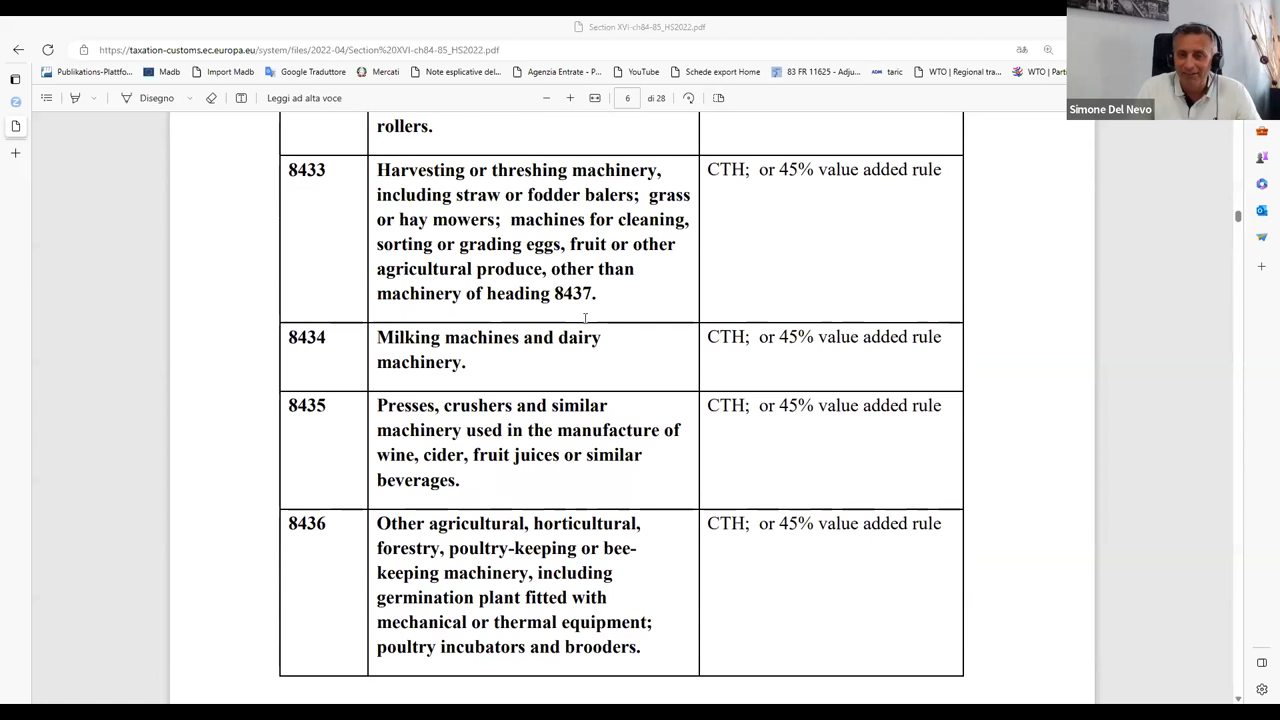 Section XVI-ch84-85_HS2022.pdf
https://taxation-customs.ec.europa.eu/system/files/2022-04/Section%20XVI-ch84-85_HS2022.pdf
Publikations-Plattfo... Madb Import Madb Google Traduttore Mercati Note esplicative del... Agenzia Entrate - P... YouTube Schede export Home 83 FR 11625 - Adju... taric WTO | Regional tra... WTO | Part
Disegno Leggi ad alta voce 6 di 28
Simone Del Nevo
rollers.
8433 Harvesting or threshing machinery, CTH; or 45% value added rule
including straw or fodder balers; grass
or hay mowers; machines for cleaning,
sorting or grading eggs, fruit or other
agricultural produce, other than
machinery of heading 8437.
8434 Milking machines and dairy CTH; or 45% value added rule
machinery.
8435 Presses, crushers and similar CTH; or 45% value added rule
machinery used in the manufacture of
wine, cider, fruit juices or similar
beverages.
8436 Other agricultural, horticultural, CTH; or 45% value added rule
forestry, poultry-keeping or bee-
keeping machinery, including
germination plant fitted with
mechanical or thermal equipment;
poultry incubators and brooders.